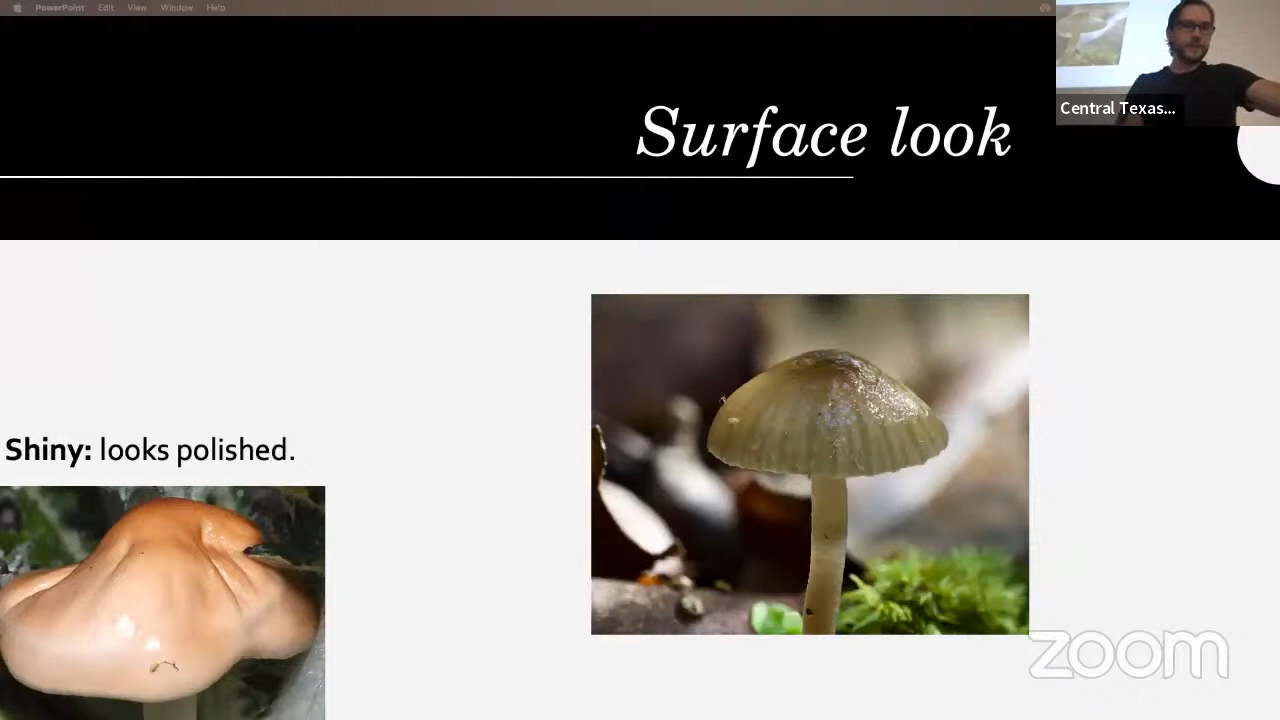 PowerPoint Edit View Window Help
Central Texas...
Surface look
Shiny: looks polished.
zoom